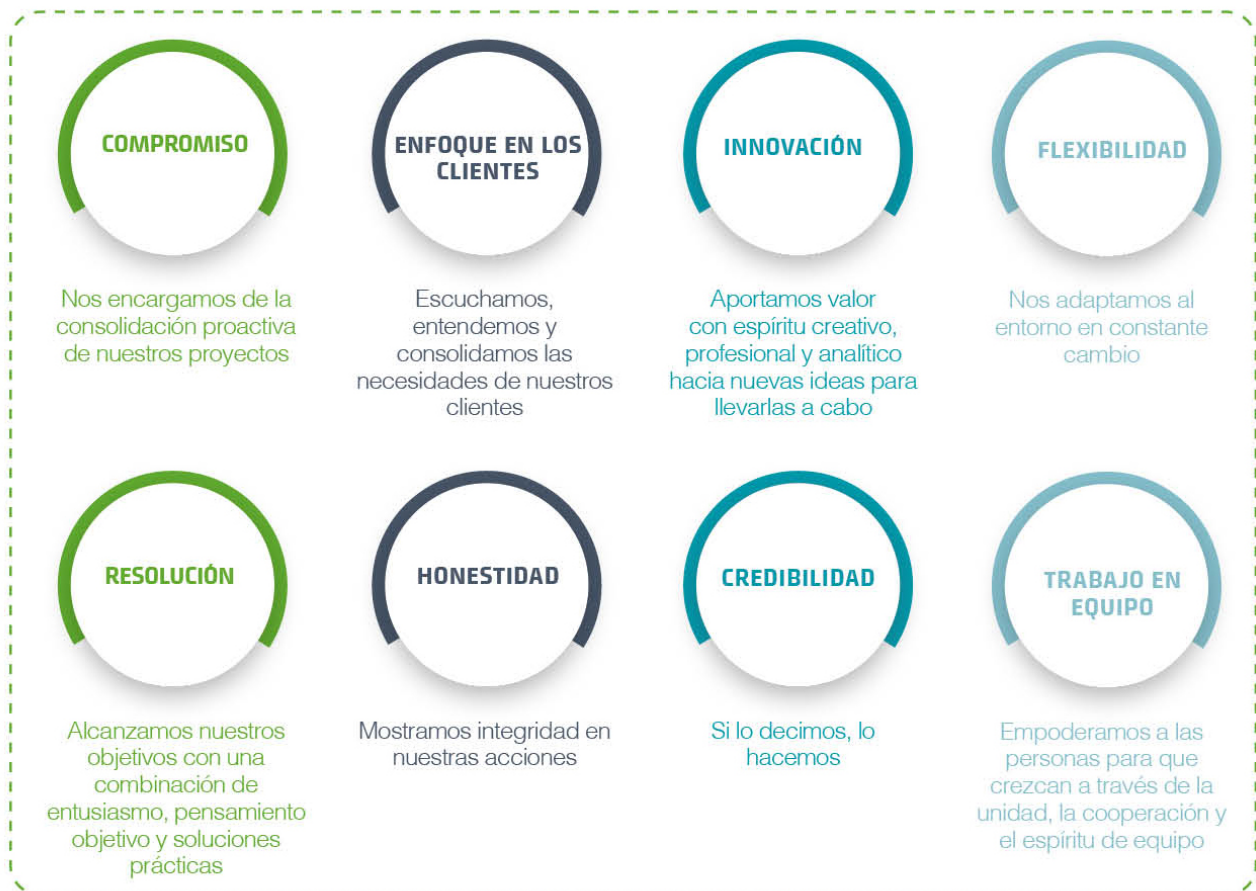 COMPROMISO
Nos encargamos de la
consolidación proactiva
de nuestros proyectos
ENFOQUE EN LOS
CLIENTES
Escuchamos,
entendemos y
consolidamos las
necesidades de nuestros
clientes
INNOVACIÓN
Aportamos valor
con espíritu creativo,
profesional y analítico
hacia nuevas ideas para
llevarlas a cabo
FLEXIBILIDAD
Nos adaptamos al
entorno en constante
cambio
RESOLUCIÓN
Alcanzamos nuestros
objetivos con una
combinación de
entusiasmo, pensamiento
objetivo y soluciones
prácticas
HONESTIDAD
Mostramos integridad en
nuestras acciones
CREDIBILIDAD
Si lo decimos, lo
hacemos
TRABAJO EN
EQUIPO
Empoderamos a las
personas para que
crezcan a través de la
unidad, la cooperación y
el espíritu de equipo